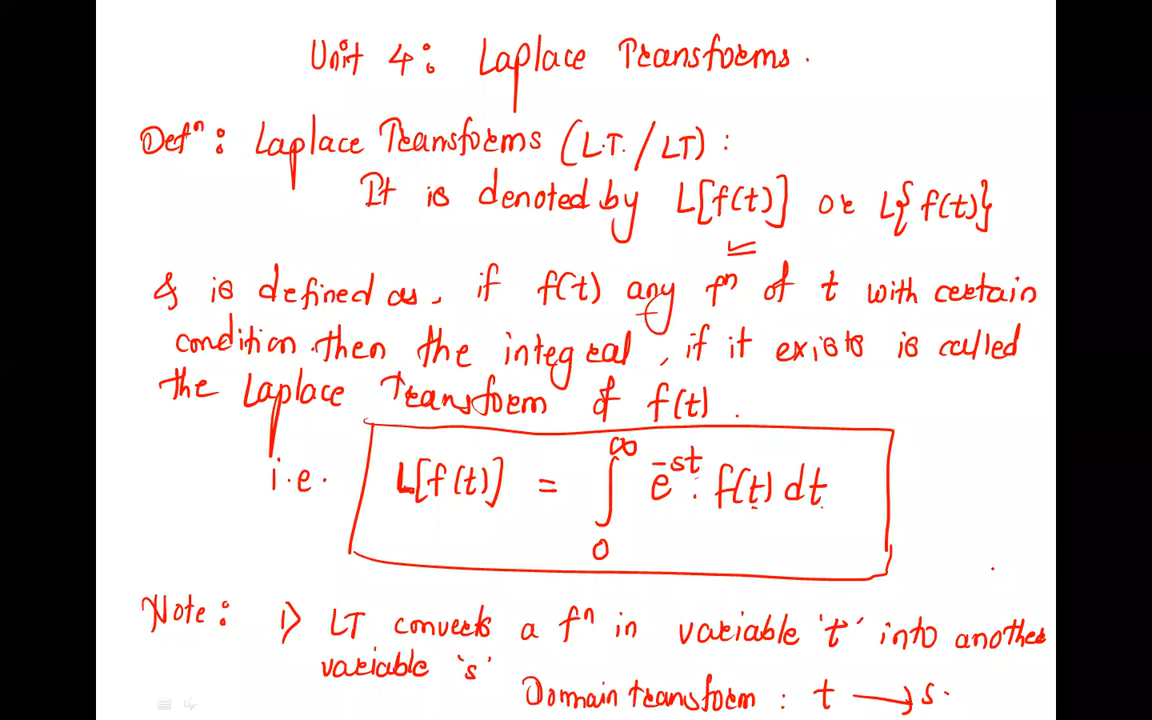 Unit 4: Laplace Transforms.
Defⁿ: Laplace Transforms (L.T. / LT) :
It is denoted by L[f(t)] or L{f(t)}
& is defined as, if f(t) any fⁿ of t with certain
condition. then the integral, if it exists is called
the Laplace Transform of f(t).
i.e. L[f(t)] = ∫₀^∞ e^-st . f(t) dt
Note: 1) LT converts a fⁿ in variable 't' into another
variable 's'
Domain transform : t → s.